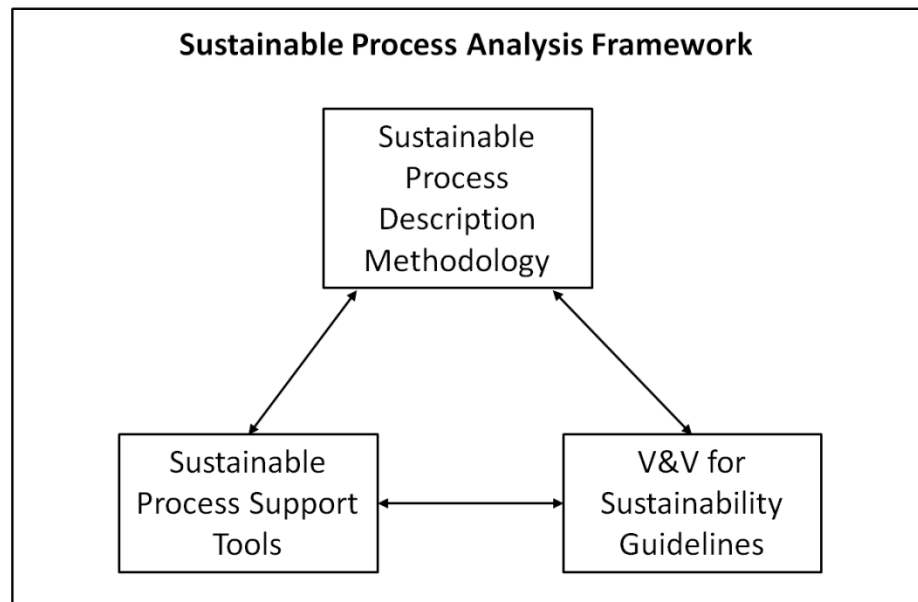 Sustainable Process Analysis Framework
Sustainable
Process
Description
Methodology
Sustainable
Process Support
Tools
V&V for
Sustainability
Guidelines